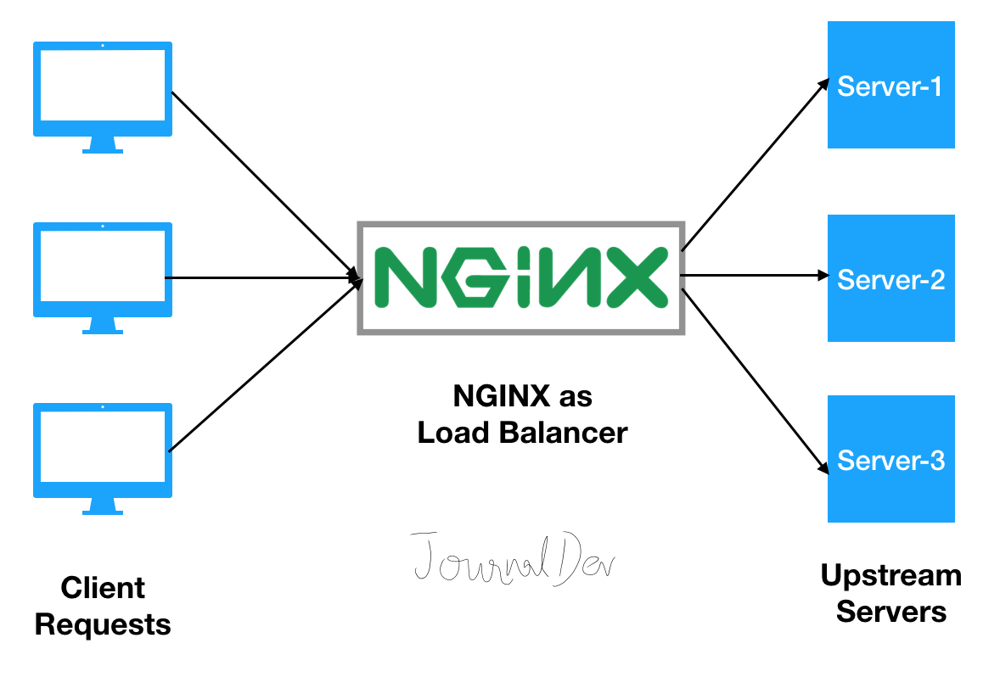 Server-1
NGINX
Server-2
NGINX as
Load Balancer
Server-3
JournalDev
Client
Requests
Upstream
Servers